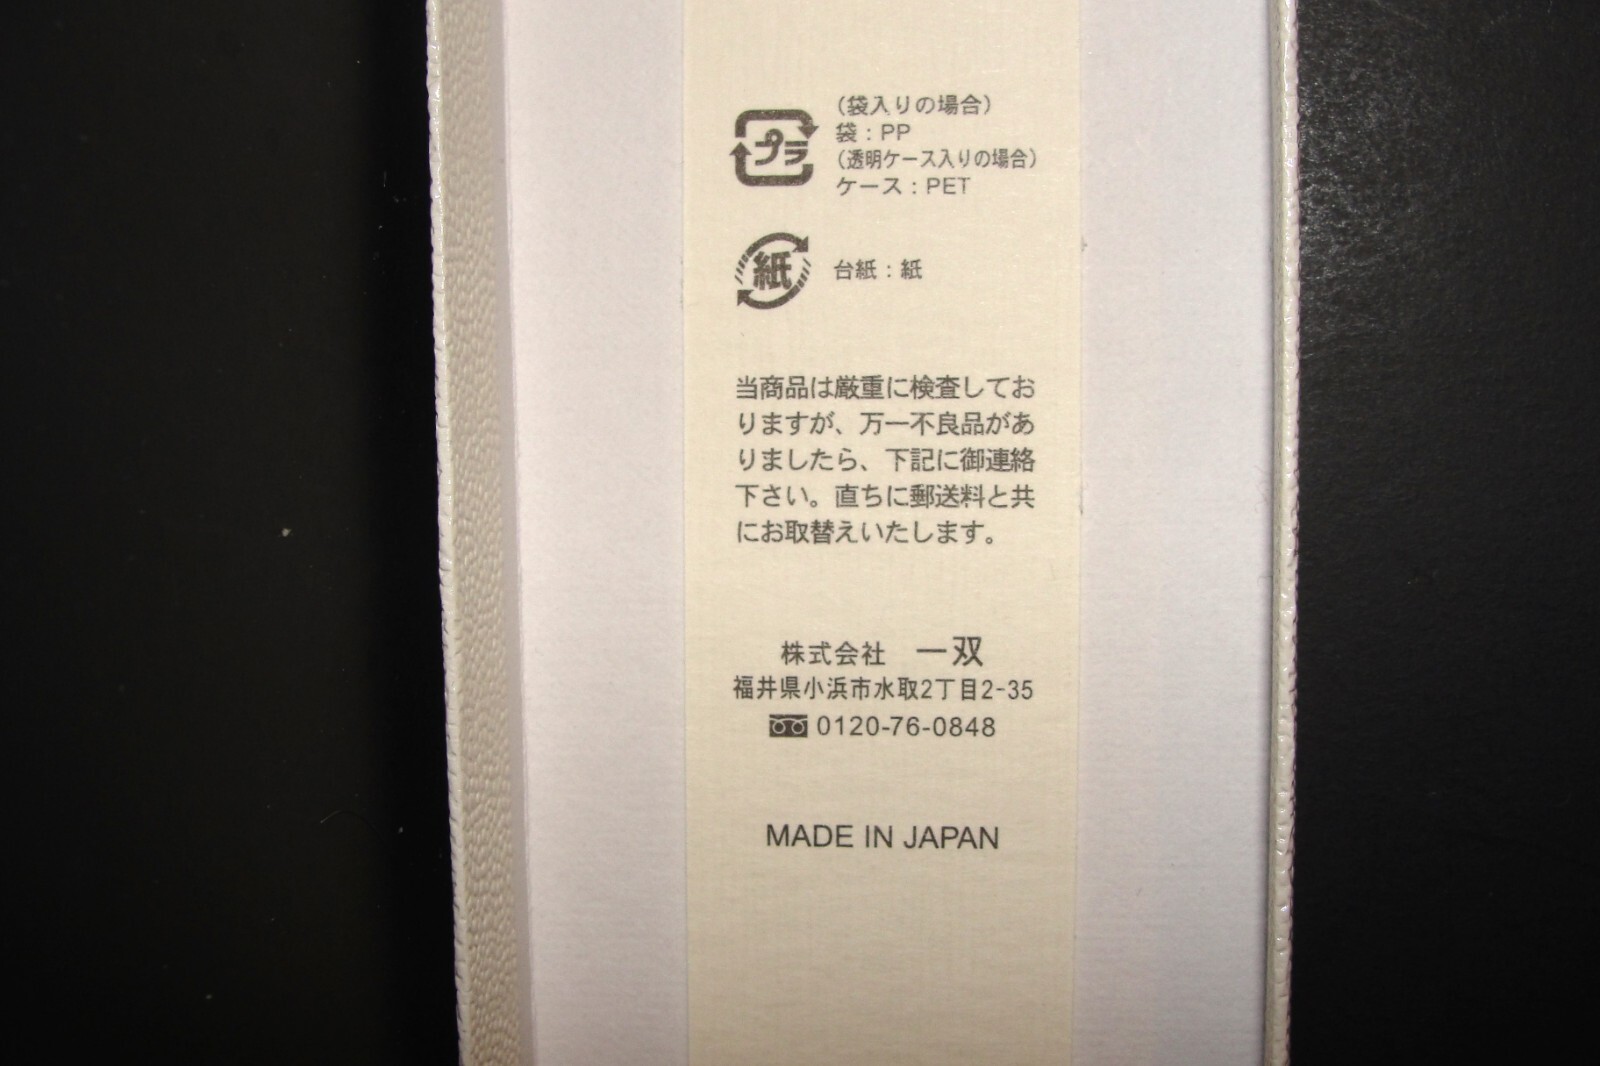 プラ
（袋入りの場合）
袋：PP
（透明ケース入りの場合）
ケース：PET
紙
台紙：紙
当商品は厳重に検査してお
りますが、万一不良品があ
りましたら、下記に御連絡
下さい。直ちに郵送料と共
にお取替えいたします。
株式会社　一双
福井県小浜市水取2丁目2-35
0120-76-0848
MADE IN JAPAN